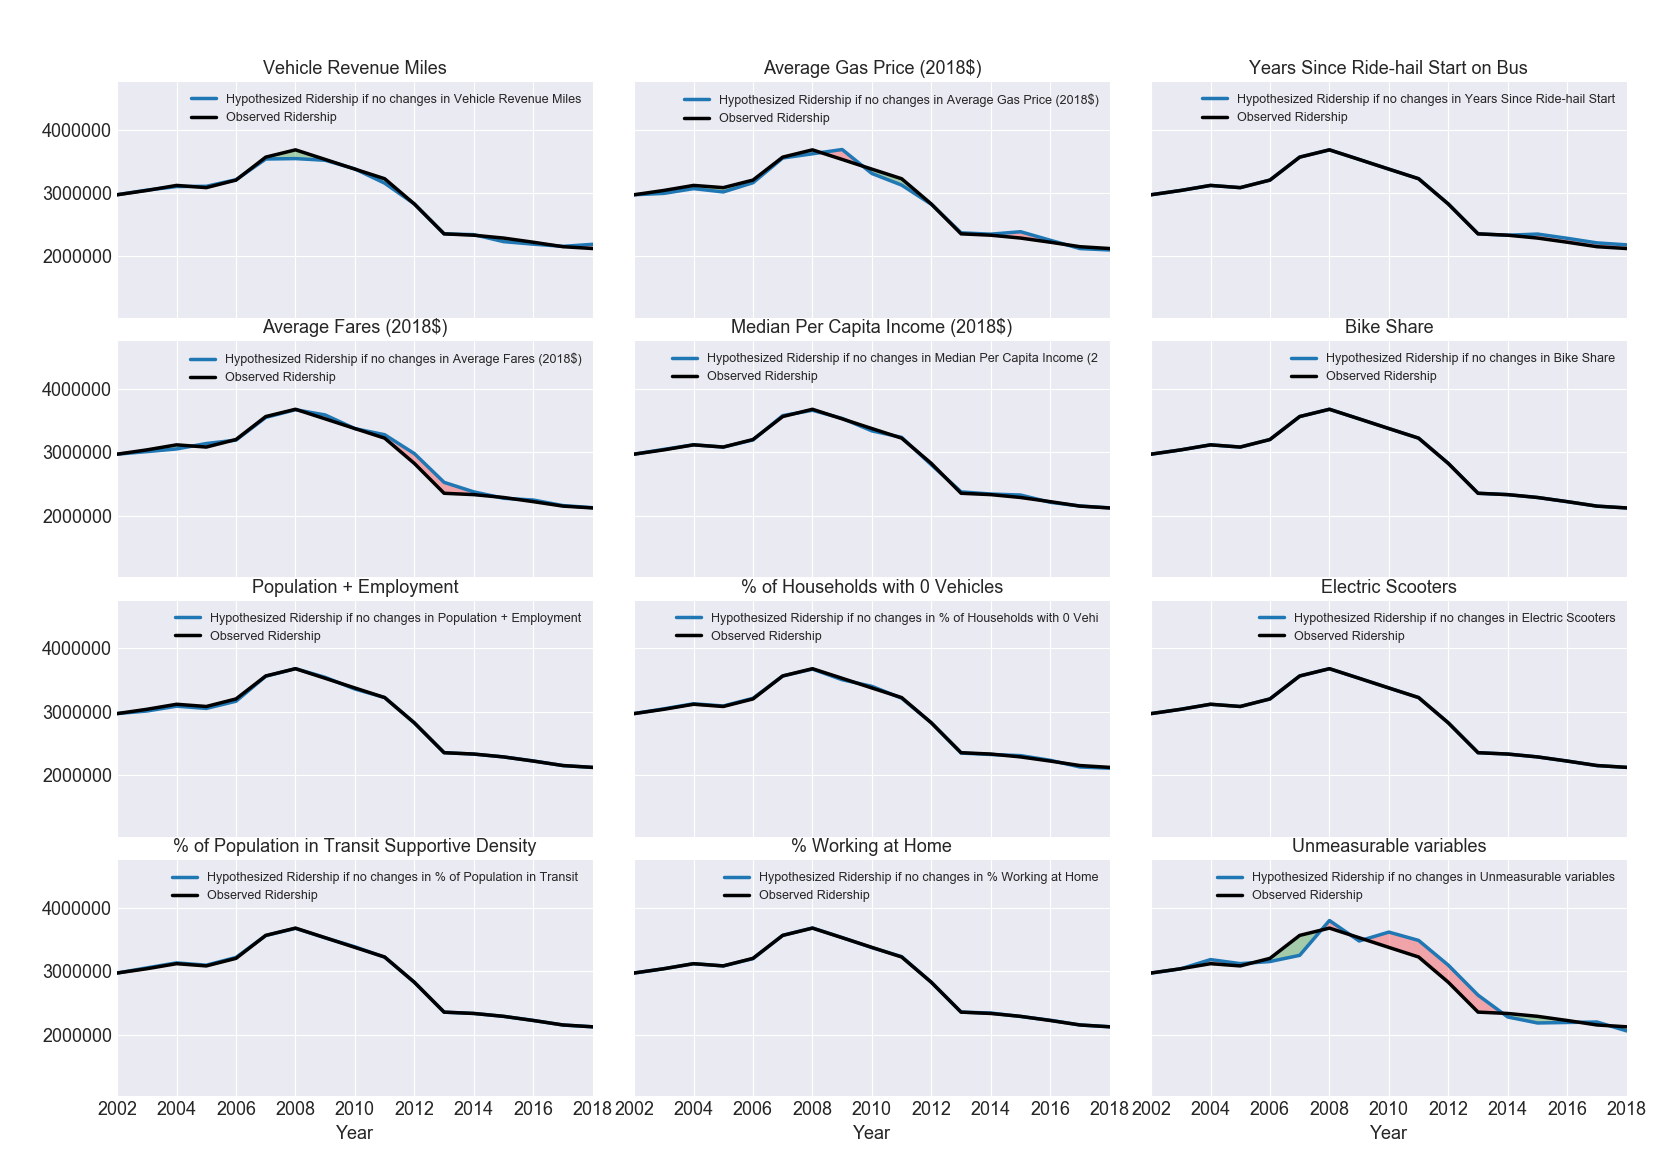 Vehicle Revenue Miles
Hypothesized Ridership if no changes in Vehicle Revenue Miles
Observed Ridership
4000000
3000000
2000000
Average Gas Price (2018$)
Hypothesized Ridership if no changes in Average Gas Price (2018$)
Observed Ridership
Years Since Ride-hail Start on Bus
Hypothesized Ridership if no changes in Years Since Ride-hail Start
Observed Ridership
Average Fares (2018$)
Hypothesized Ridership if no changes in Average Fares (2018$)
Observed Ridership
4000000
3000000
2000000
Median Per Capita Income (2018$)
Hypothesized Ridership if no changes in Median Per Capita Income (2
Observed Ridership
Bike Share
Hypothesized Ridership if no changes in Bike Share
Observed Ridership
Population + Employment
Hypothesized Ridership if no changes in Population + Employment
Observed Ridership
4000000
3000000
2000000
% of Households with 0 Vehicles
Hypothesized Ridership if no changes in % of Households with 0 Vehi
Observed Ridership
Electric Scooters
Hypothesized Ridership if no changes in Electric Scooters
Observed Ridership
% of Population in Transit Supportive Density
Hypothesized Ridership if no changes in % of Population in Transit
Observed Ridership
4000000
3000000
2000000
2002 2004 2006 2008 2010 2012 2014 2016 2018
Year
% Working at Home
Hypothesized Ridership if no changes in % Working at Home
Observed Ridership
2002 2004 2006 2008 2010 2012 2014 2016 2018
Year
Unmeasurable variables
Hypothesized Ridership if no changes in Unmeasurable variables
Observed Ridership
2002 2004 2006 2008 2010 2012 2014 2016 2018
Year